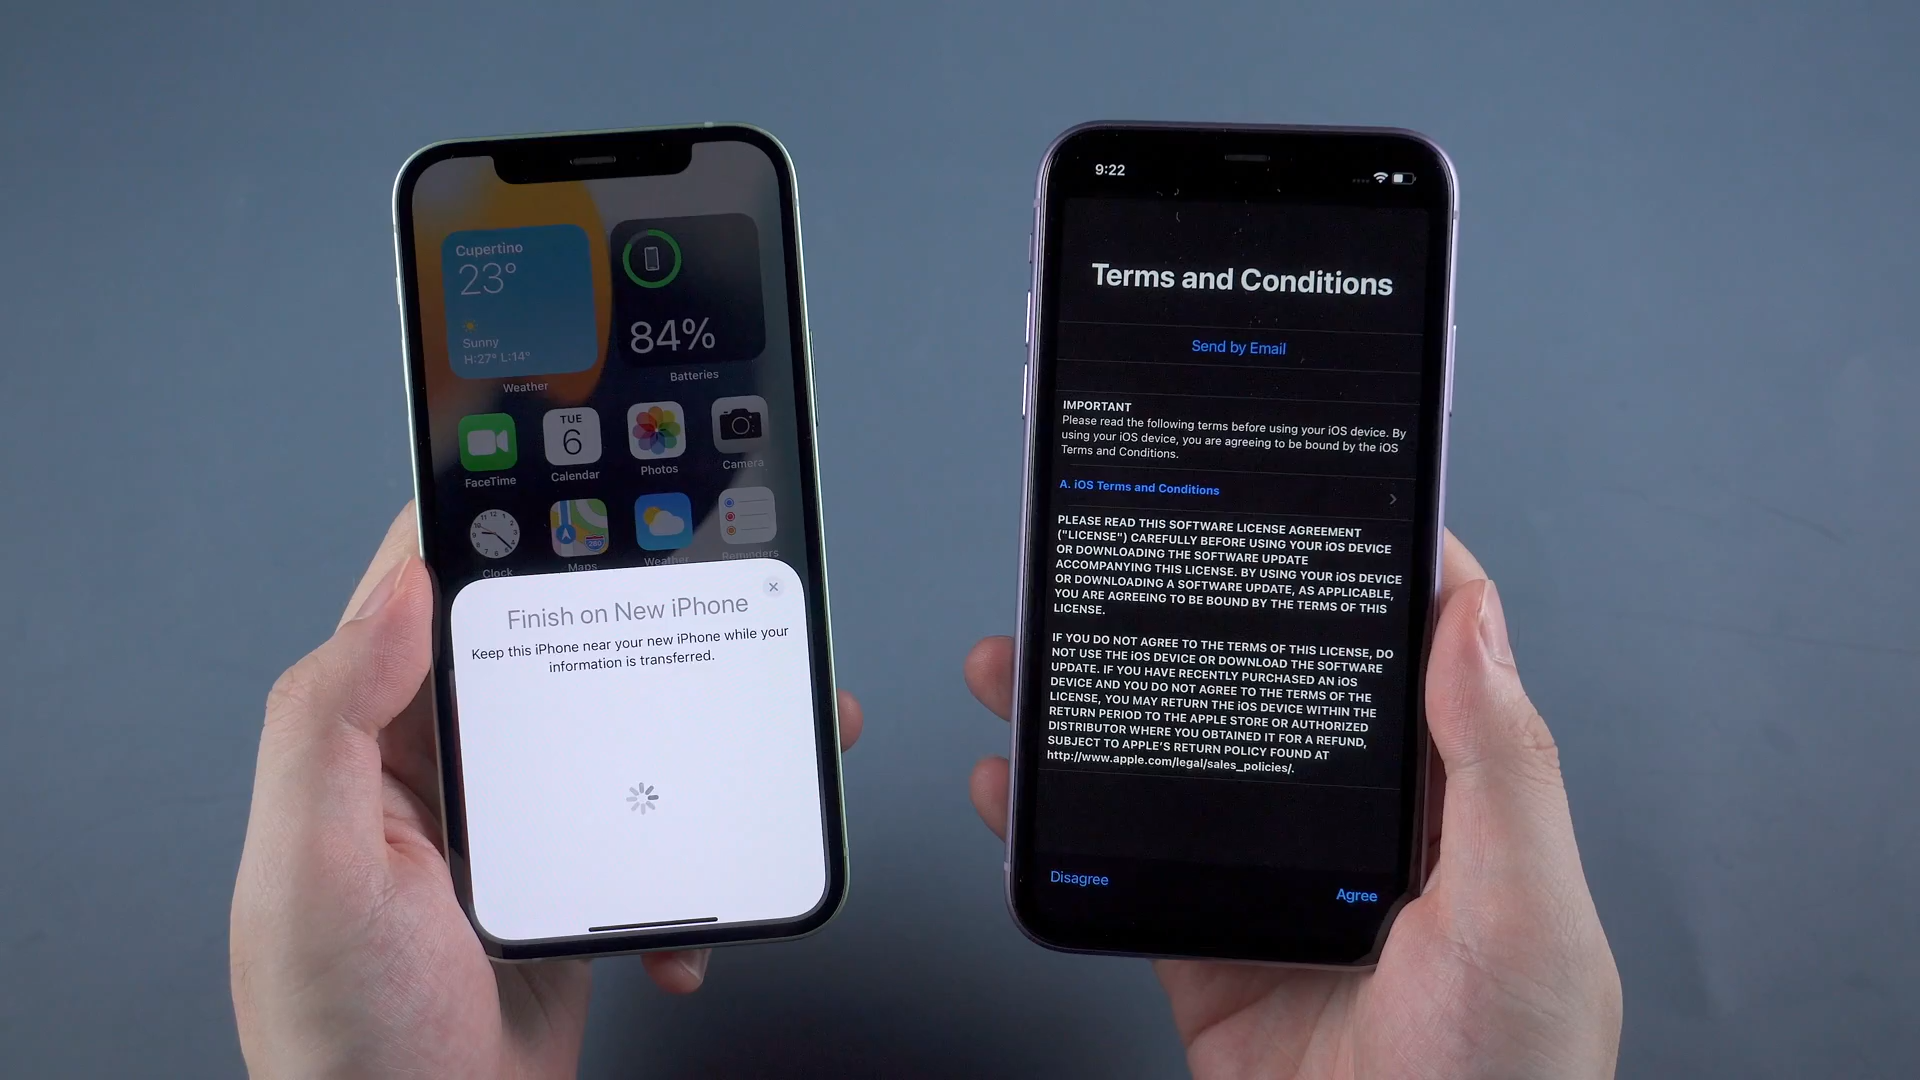 Cupertino
23°
Sunny
H:27° L:14°
Weather
84%
Batteries
FaceTime
TUE
6
Calendar
Photos
Camera
12
Clock
280
Maps
Weather
Reminders
Finish on New iPhone
Keep this iPhone near your new iPhone while your
information is transferred.
9:22
Terms and Conditions
Send by Email
IMPORTANT
Please read the following terms before using your iOS device. By
using your iOS device, you are agreeing to be bound by the iOS
Terms and Conditions.
A. iOS Terms and Conditions
PLEASE READ THIS SOFTWARE LICENSE AGREEMENT
("LICENSE") CAREFULLY BEFORE USING YOUR iOS DEVICE
OR DOWNLOADING THE SOFTWARE UPDATE
ACCOMPANYING THIS LICENSE. BY USING YOUR iOS DEVICE
OR DOWNLOADING A SOFTWARE UPDATE, AS APPLICABLE,
YOU ARE AGREEING TO BE BOUND BY THE TERMS OF THIS
LICENSE.
IF YOU DO NOT AGREE TO THE TERMS OF THIS LICENSE, DO
NOT USE THE iOS DEVICE OR DOWNLOAD THE SOFTWARE
UPDATE. IF YOU HAVE RECENTLY PURCHASED AN iOS
DEVICE AND YOU DO NOT AGREE TO THE TERMS OF THE
LICENSE, YOU MAY RETURN THE iOS DEVICE WITHIN THE
RETURN PERIOD TO THE APPLE STORE OR AUTHORIZED
DISTRIBUTOR WHERE YOU OBTAINED IT FOR A REFUND,
SUBJECT TO APPLE'S RETURN POLICY FOUND AT
http://www.apple.com/legal/sales_policies/.
Disagree
Agree